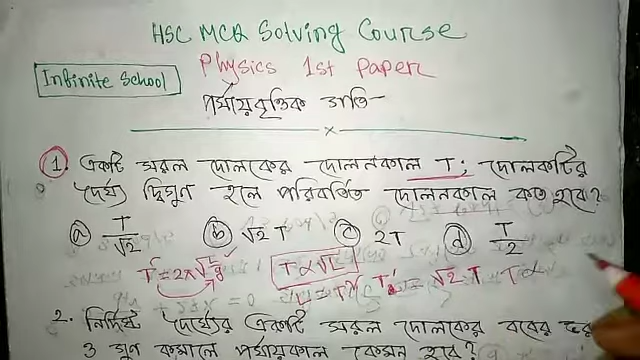 HSC MCQ Solving Course
Infinite School
Physics 1st Paper
পর্যায়বৃত্তিক গতি
x
1. একটি সরল দোলকের দোলনকাল T; দোলকটির
দৈর্ঘ্য দ্বিগুণ হলে পরিবর্তিত দোলনকাল কত হবে?
a T/√2 b √2 T c 2T d T/2
T = 2π√L/g T∝√L T' = √2 T T∝
2. নির্দিষ্ট দৈর্ঘ্যের একটি সরল দোলকের ববের ভর
৩ গুণ কমালে পর্যায়কাল কেমন হবে?